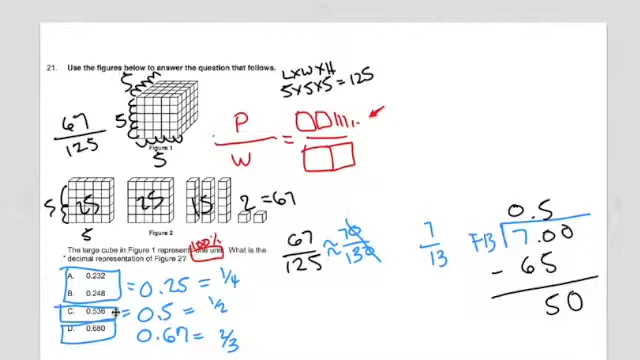 21. Use the figures below to answer the question that follows.
5
5
5
Figure 1
67
125
L×W×H
5×5×5=125
P
W
=
5
5
25
25
15
2 =67
Figure 2
The large cube in Figure 1 represents one unit. What is the
decimal representation of Figure 2?
100%
A. 0.232
B. 0.248
C. 0.536
D. 0.680
= 0.25 = 1/4
= 0.5 = 1/2
0.67 = 2/3
67
125
≈
70
130
7
13
0.5
7.00
- 65
50